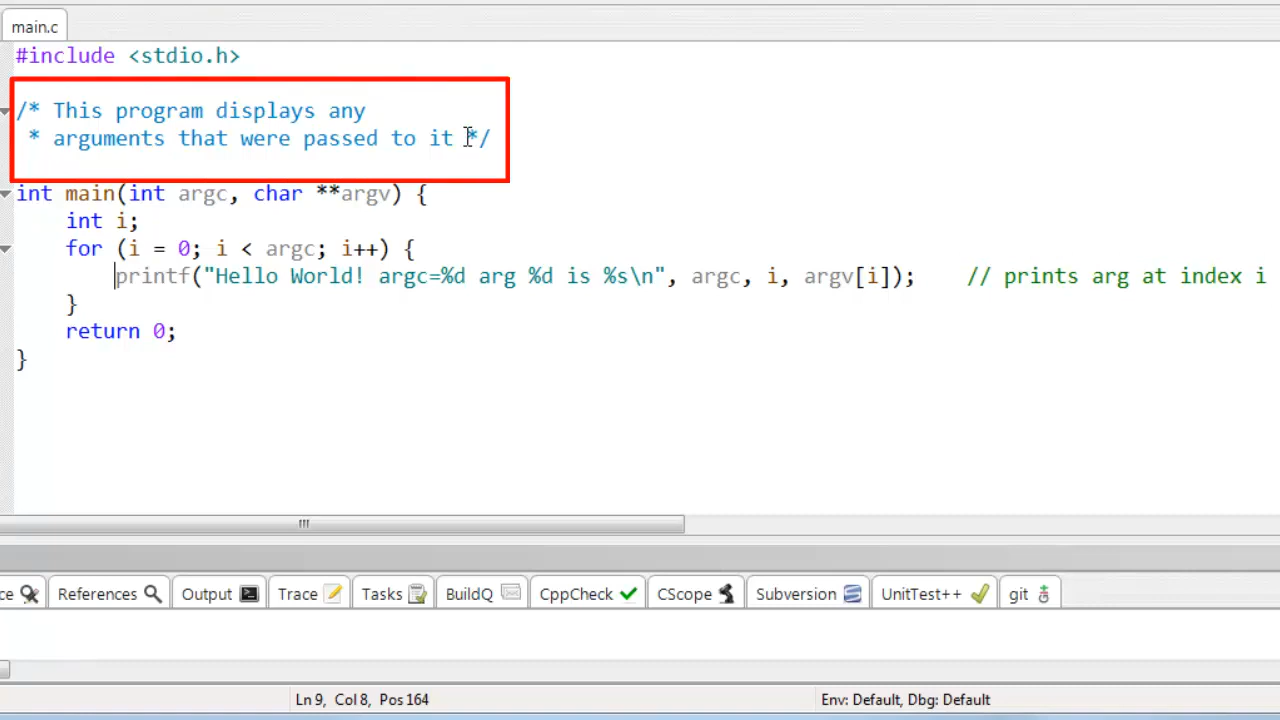 main.c
#include <stdio.h>
/* This program displays any
 * arguments that were passed to it */
int main(int argc, char **argv) {
    int i;
    for (i = 0; i < argc; i++) {
        printf("Hello World! argc=%d arg %d is %s\n", argc, i, argv[i]);    // prints arg at index i
    }
    return 0;
}
ce References Output Trace Tasks BuildQ CppCheck CScope Subversion UnitTest++ git
Ln 9, Col 8, Pos 164 Env: Default, Dbg: Default